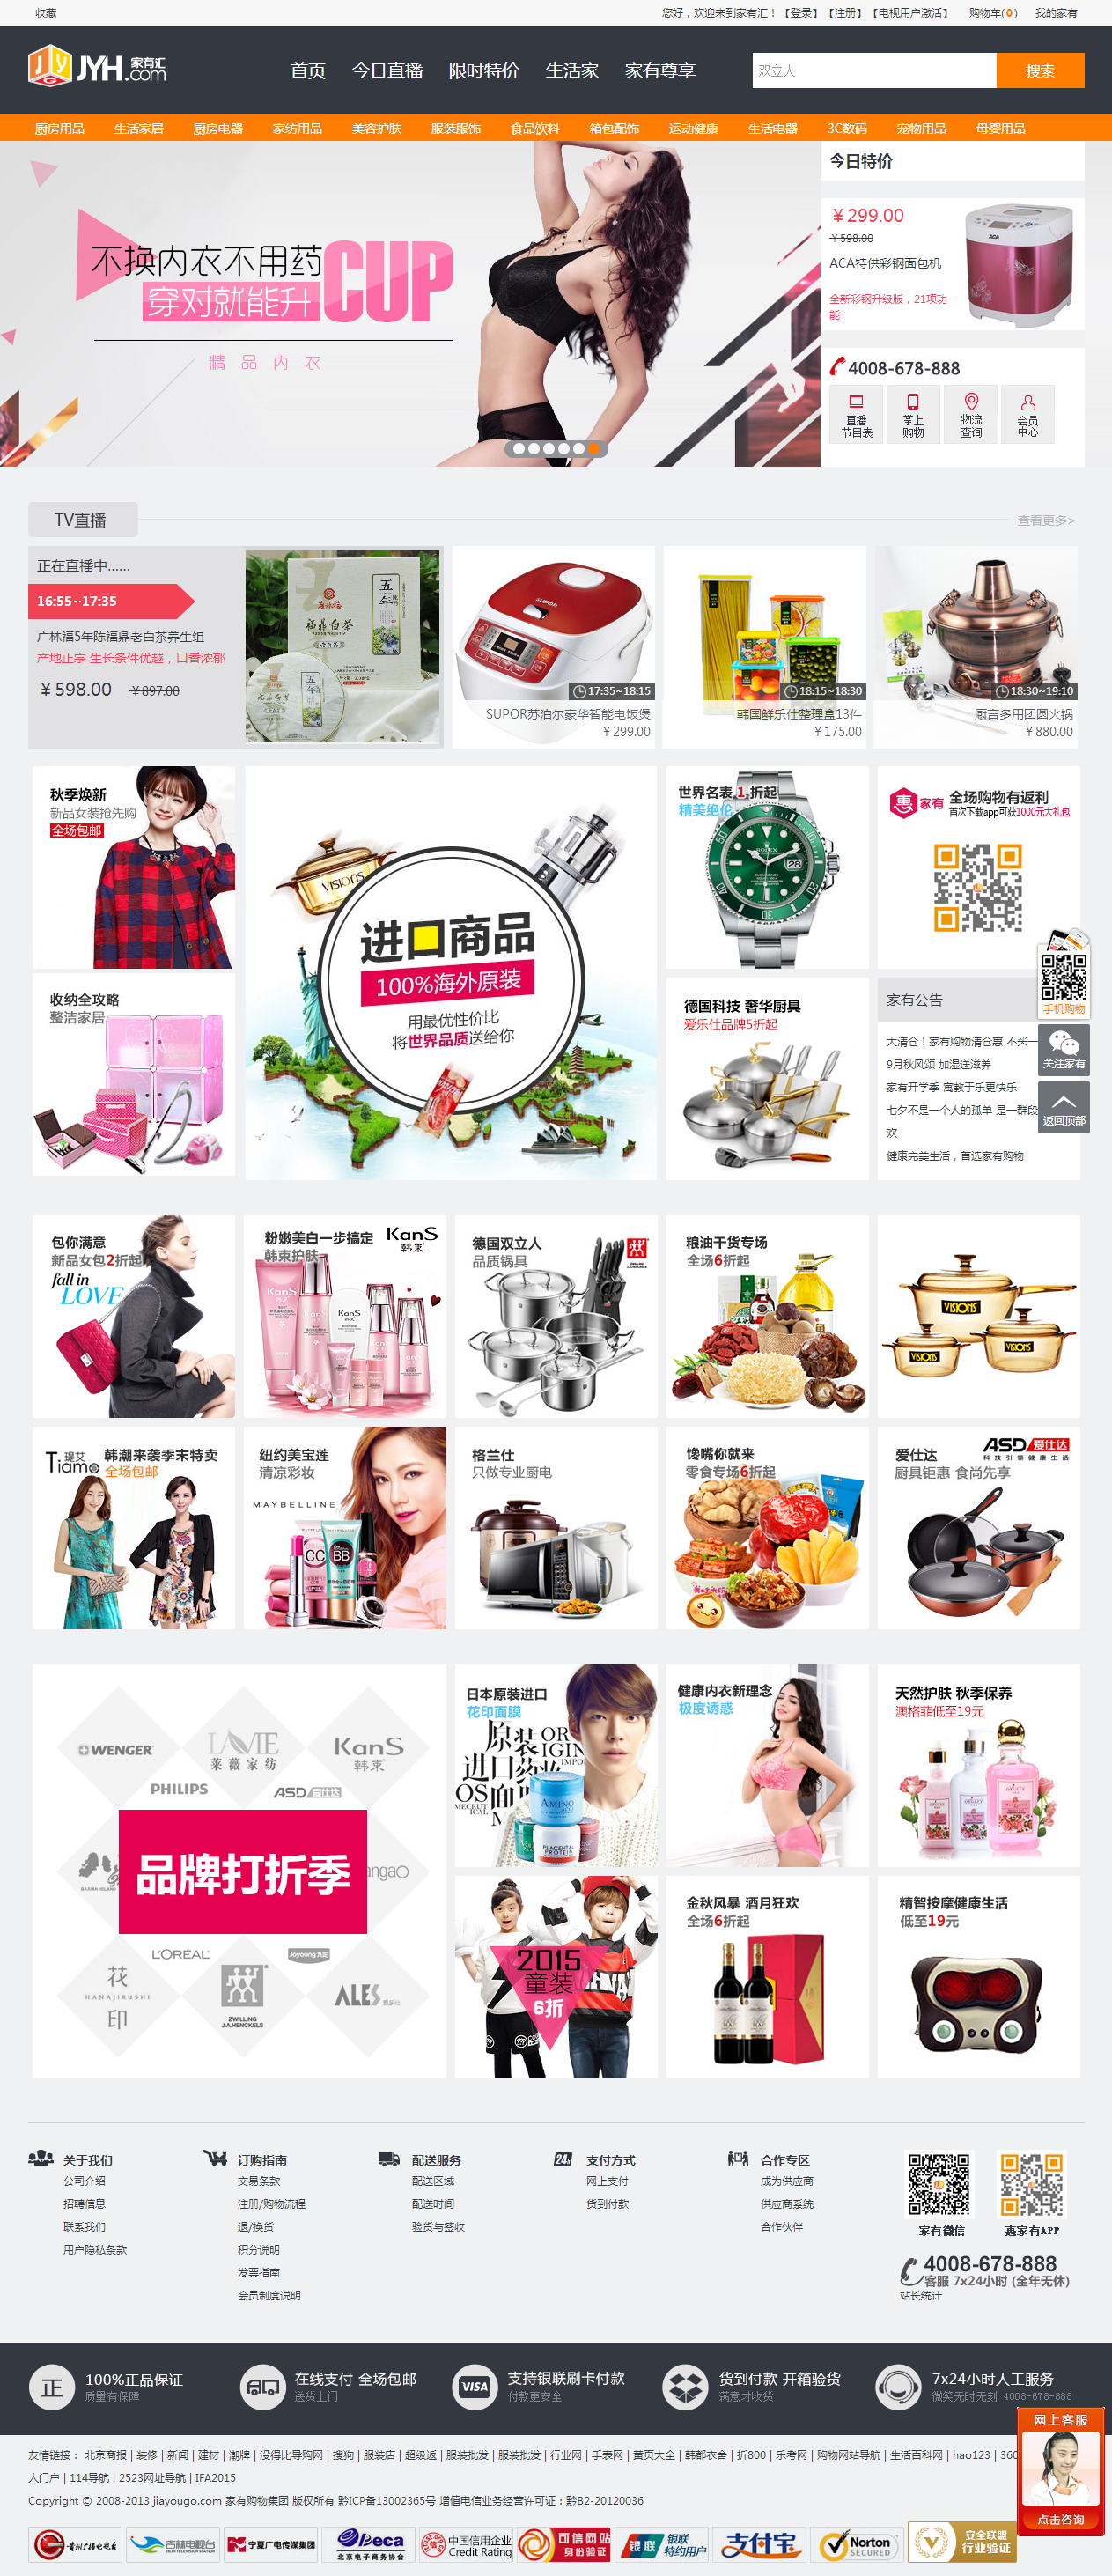 收藏
您好，欢迎来到家有汇！【登录】【注册】【电视用户激活】 购物车(0) 我的家有
JYH.家有汇.com
首页 今日直播 限时特价 生活家 家有尊享
双立人 搜索
厨房用品 生活家居 厨房电器 家纺用品 美容护肤 服装服饰 食品饮料 箱包配饰 运动健康 生活电器 3C数码 宠物用品 母婴用品
不换内衣不用药
穿对就能升
CUP
精品内衣
今日特价
￥299.00
￥598.00
ACA特供彩钢面包机
全新彩钢升级版，21项功能
ACA
4008-678-888
直播节目表
掌上购物
物流查询
会员中心
TV直播
查看更多>
正在直播中......
16:55~17:35
广林福5年陈福鼎老白茶养生组
产地正宗 生长条件优越，口香浓郁
￥598.00 ￥897.00
五年
福鼎白茶
SUPOR
17:35~18:15
SUPOR苏泊尔豪华智能电饭煲
￥299.00
18:15~18:30
韩国鲜乐仕整理盒13件
￥175.00
18:30~19:10
厨言多用团圆火锅
￥880.00
秋季焕新
新品女装抢先购
全场包邮
收纳全攻略
整洁家居
VISIONS
进口商品
100%海外原装
用最优性价比
将世界品质送给你
世界名表 1 折起
精美绝伦
ROLEX
28
德国科技 奢华厨具
爱乐仕品牌5折起
惠 家有
全场购物有返利
首次下载app可获1000元大礼包
家有公告
大清仓！家有购物清仓惠 不买一
9月秋风颂 加湿送滋养
家有开学季 寓教于乐更快乐
七夕不是一个人的孤单 是一群段
欢
健康完美生活，首选家有购物
手机购物
关注家有
返回顶部
包你满意
新品女包2折起
fall in
LOVE
粉嫩美白一步搞定
韩束护肤
KanS
韩束
德国双立人
品质锅具
粮油干货专场
全场6折起
VISIONS
VISIONS
VISIONS
Tiamo 堤艾
韩潮来袭季末特卖
全场包邮
纽约美宝莲
清凉彩妆
MAYBELLINE
CC
BB
格兰仕
只做专业厨电
馋嘴你就来
零食专场6折起
爱仕达
厨具钜惠 食尚先享
ASD 爱仕达
科技引领健康生活
WENGER
LAVIE
莱薇家纺
KanS
韩束
PHILIPS
ASD 爱仕达
品牌打折季
angaO
L'ORÉAL
Joyoung九阳
花印
HANAJIRUSHI
ZWILLING
J.A.HENCKELS
ALES 爱乐仕
日本原装进口
花印面膜
AMINO
PLACENTAL
PROTEIN
健康内衣新理念
极度诱惑
天然护肤 秋季保养
澳格菲低至19元
2015
童装
6折
金秋风暴 酒月狂欢
全场6折起
精智按摩健康生活
低至19元
关于我们
公司介绍
招聘信息
联系我们
用户隐私条款
订购指南
交易条款
注册/购物流程
退/换货
积分说明
发票指南
会员制度说明
配送服务
配送区域
配送时间
验货与签收
支付方式
网上支付
货到付款
合作专区
成为供应商
供应商系统
合作伙伴
家有微信
惠家有APP
4008-678-888
客服 7x24小时 (全年无休)
站长统计
正
100%正品保证
质量有保障
在线支付 全场包邮
送货上门
VISA
支持银联刷卡付款
付款更安全
货到付款 开箱验货
满意才收货
7x24小时人工服务
微笑无时无刻 4008-678-888
网上客服
点击咨询
友情链接： 北京商报 | 装修 | 新闻 | 建材 | 潮牌 | 没得比导购网 | 搜狗 | 服装店 | 超级返 | 服装批发 | 服装批发 | 行业网 | 手表网 | 黄页大全 | 韩都衣舍 | 折800 | 乐考网 | 购物网站导航 | 生活百科网 | hao123 | 360
人门户 | 114导航 | 2523网址导航 | IFA2015
Copyright © 2008-2013 jiayougo.com 家有购物集团 版权所有 黔ICP备13002365号 增值电信业务经营许可证：黔B2-20120036
贵州广播电视台
吉林电视台
宁夏广电传媒集团
Beca
北京电子商务协会
中国信用企业
Credit Rating
可信网站
身份验证
银联
特约用户
支付宝
Norton
SECURED
安全联盟
行业验证